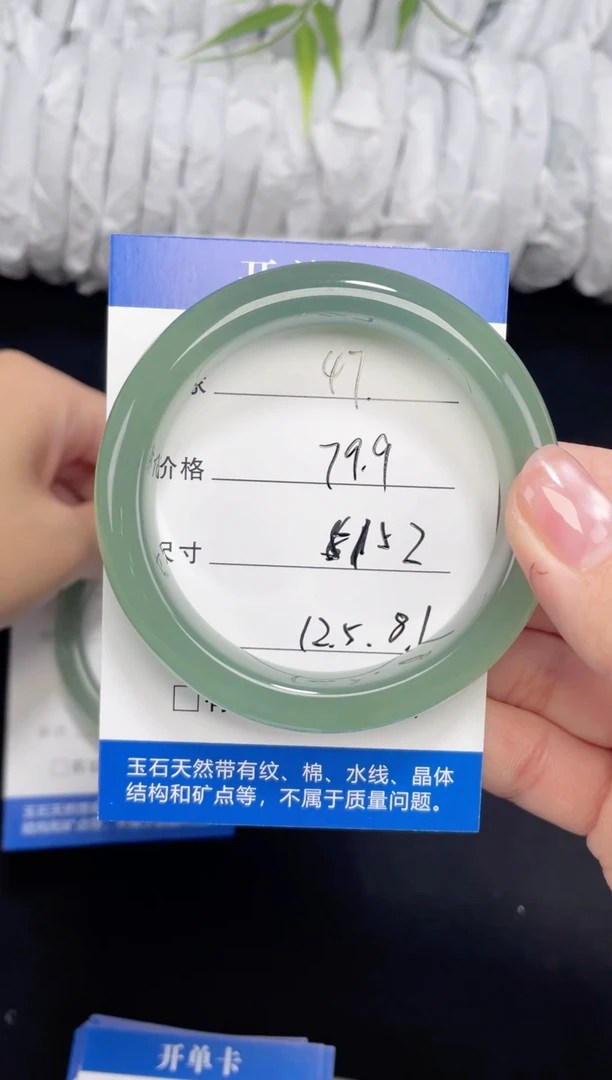 47.
价格 79.9
尺寸 5152
12.5.8.1
玉石天然带有纹、棉、水线、晶体
结构和矿点等，不属于质量问题。
开单卡